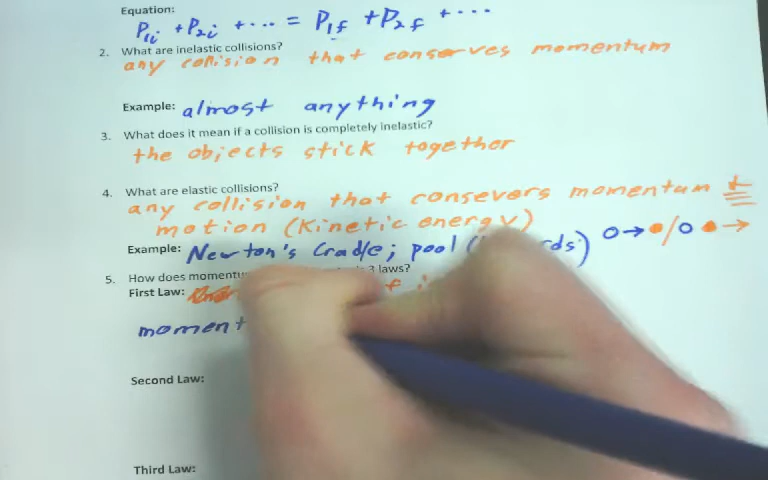 Equation:
P1i + P2i + ... = P1f + P2f + ...
2. What are inelastic collisions?
any collision that conserves momentum
Example: almost anything
3. What does it mean if a collision is completely inelastic?
the objects stick together
4. What are elastic collisions?
any collision that consevers momentum +
motion (Kinetic energy)
Example: Newton's Cradle; pool
5. How does 3 laws?
First Law:
moment
Second Law:
Third Law: